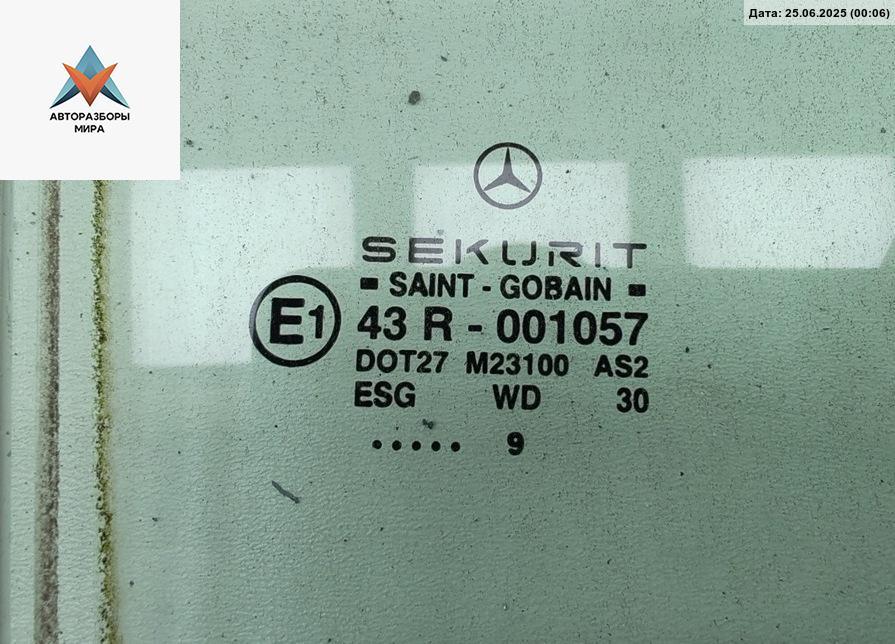 Дата: 25.06.2025 (00:06)
АВТОРАЗБОРЫ
МИРА
SEKURIT
SAINT - GOBAIN
E1 43 R - 001057
DOT27 M23100 AS2
ESG WD 30
..... 9